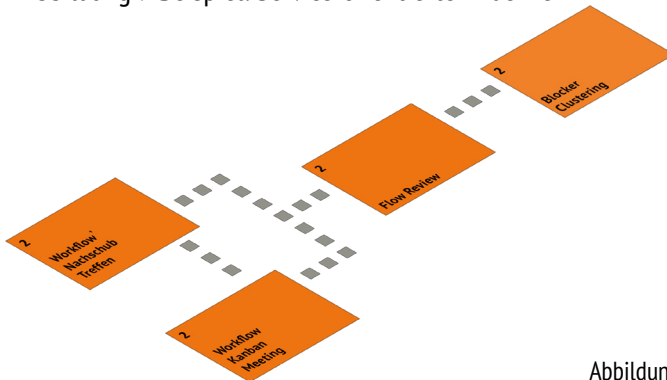 2
Blocker
Clustering
2
Flow Review
2
Workflow
Nachschub
Treffen
2
Workflow
Kanban
Meeting
Abbildun